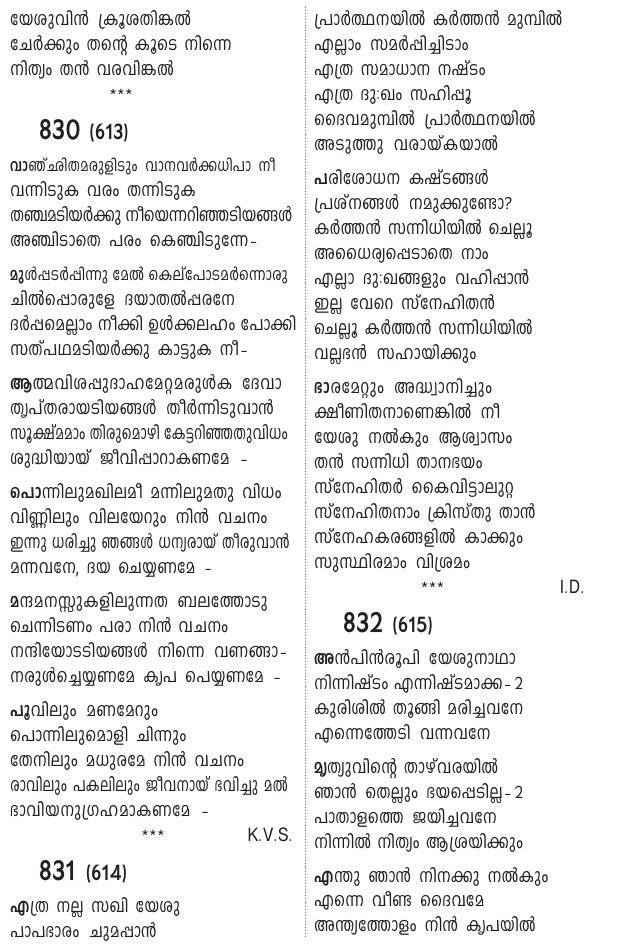 യേശുവിൻ ക്രൂശതിങ്കൽ
ചേർക്കും തന്റെ കൂടെ നിന്നെ
നിത്യം തൻ വരവിങ്കൽ
***
830 (613)
വാഞ്ഛിതമരുളിടും വാനവർക്കധിപാ നീ
വന്നിടുക വരം തന്നിടുക
തഞ്ചമടിയർക്കു നീയെന്നറിഞ്ഞടിയങ്ങൾ
അഞ്ചിടാതെ പരം കെഞ്ചിടുന്നേ-
മുൾപ്പടർപ്പിന്നു മേൽ കെല്പോടമർന്നൊരു
ചിൽപ്പൊരുളേ ദയാതൽപ്പരനേ
ദർപ്പമെല്ലാം നീക്കി ഉൾക്കലഹം പോക്കി
സത്പഥമടിയർക്കു കാട്ടുക നീ-
ആത്മവിശപ്പുദാഹമേറ്റമരുൾക ദേവാ
തൃപ്തരായടിയങ്ങൾ തീർന്നിടുവാൻ
സൂക്ഷ്മമാം തിരുമൊഴി കേട്ടറിഞ്ഞതുവിധം
ശുദ്ധിയായ് ജീവിപ്പാറാകണമേ -
പൊന്നിലുമഖിലമീ മന്നിലുമതു വിധം
വിണ്ണിലും വിലയേറും നിൻ വചനം
ഇന്നു ധരിച്ചു ഞങ്ങൾ ധന്യരായ് തീരുവാൻ
മന്നവനേ, ദയ ചെയ്യണമേ -
മന്ദമനസ്സുകളിലുന്നത ബലത്തോടു
ചെന്നിടണം പരാ നിൻ വചനം
നന്ദിയോടടിയങ്ങൾ നിന്നെ വണങ്ങാ-
നരുൾച്ചെയ്യണമേ കൃപ പെയ്യണമേ -
പൂവിലും മണമേറും
പൊന്നിലുമൊളി ചിന്നും
തേനിലും മധുരമേ നിൻ വചനം
രാവിലും പകലിലും ജീവനായ് ഭവിച്ചു മൽ
ഭാവിയനുഗ്രഹമാകണമേ -
*** K.V.S.
831 (614)
എത്ര നല്ല സഖി യേശു
പാപഭാരം ചുമപ്പാൻ
പ്രാർത്ഥനയിൽ കർത്തൻ മുമ്പിൽ
എല്ലാം സമർപ്പിച്ചിടാം
എത്ര സമാധാന നഷ്ടം
എത്ര ദു:ഖം സഹിപ്പൂ
ദൈവമുമ്പിൽ പ്രാർത്ഥനയിൽ
അടുത്തു വരായ്കയാൽ
പരിശോധന കഷ്ടങ്ങൾ
പ്രശ്നങ്ങൾ നമുക്കുണ്ടോ?
കർത്തൻ സന്നിധിയിൽ ചെല്ലൂ
അധൈര്യപ്പെടാതെ നാം
എല്ലാ ദു:ഖങ്ങളും വഹിപ്പാൻ
ഇല്ല വേറെ സ്നേഹിതൻ
ചെല്ലൂ കർത്തൻ സന്നിധിയിൽ
വല്ലഭൻ സഹായിക്കും
ഭാരമേറ്റും അദ്ധ്വാനിച്ചും
ക്ഷീണിതനാണെങ്കിൽ നീ
യേശു നൽകും ആശ്വാസം
തൻ സന്നിധി താനഭയം
സ്നേഹിതർ കൈവിട്ടാലുറ്റ
സ്നേഹിതനാം ക്രിസ്തു താൻ
സ്നേഹകരങ്ങളിൽ കാക്കും
സുസ്ഥിരമാം വിശ്രമം
*** I.D.
832 (615)
അൻപിൻരൂപി യേശുനാഥാ
നിന്നിഷ്ടം എന്നിഷ്ടമാക്ക- 2
കുരിശിൽ തൂങ്ങി മരിച്ചവനേ
എന്നെത്തേടി വന്നവനേ
മൃത്യുവിന്റെ താഴ്‌വരയിൽ
ഞാൻ തെല്ലും ഭയപ്പെടില്ല- 2
പാതാളത്തെ ജയിച്ചവനേ
നിന്നിൽ നിത്യം ആശ്രയിക്കും
എന്തു ഞാൻ നിനക്കു നൽകും
എന്നെ വീണ്ട ദൈവമേ
അന്ത്യത്തോളം നിൻ കൃപയിൽ